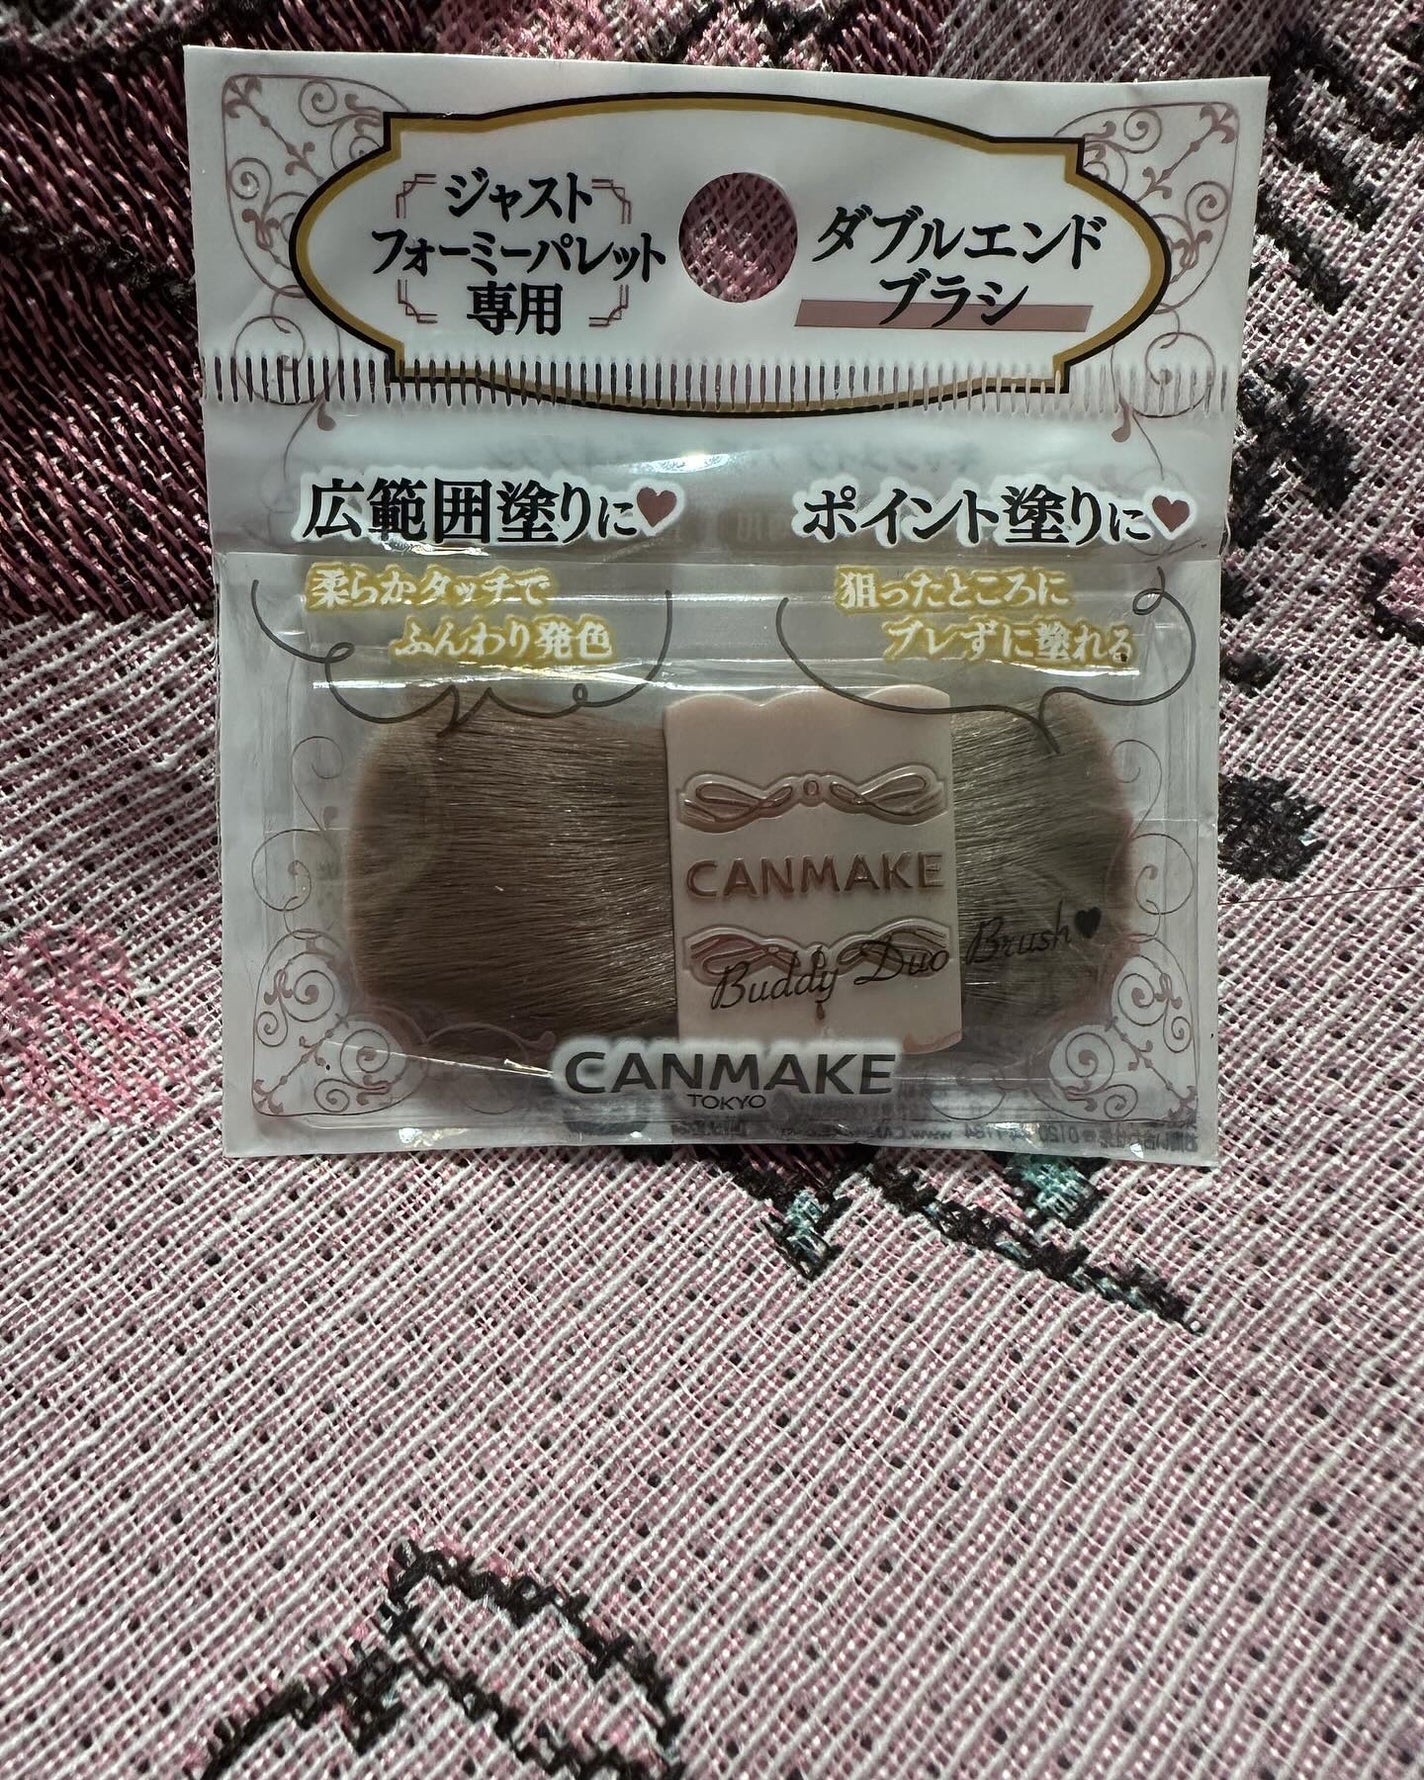 ジャスト
フォーミーパレット
専用
ダブルエンド
ブラシ
広範囲塗りに♥
柔らかタッチで
ふんわり発色
ポイント塗りに♥
狙ったところに
ブレずに塗れる
CANMAKE
Buddy Duo Brush♥
CANMAKE
TOKYO